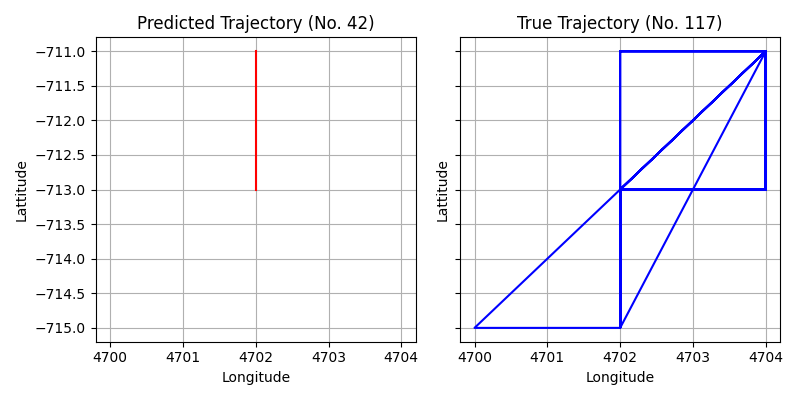 Predicted Trajectory (No. 42)
True Trajectory (No. 117)
−711.0
−711.5
−712.0
−712.5
−713.0
−713.5
−714.0
−714.5
−715.0
Lattitude
Lattitude
4700 4701 4702 4703 4704
4700 4701 4702 4703 4704
Longitude
Longitude